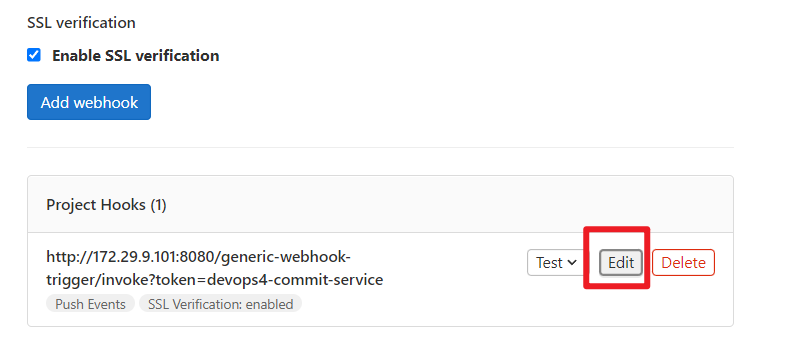 SSL verification
Enable SSL verification
Add webhook
Project Hooks (1)
http://172.29.9.101:8080/generic-webhook-
trigger/invoke?token=devops4-commit-service
Test Edit Delete
Push Events SSL Verification: enabled